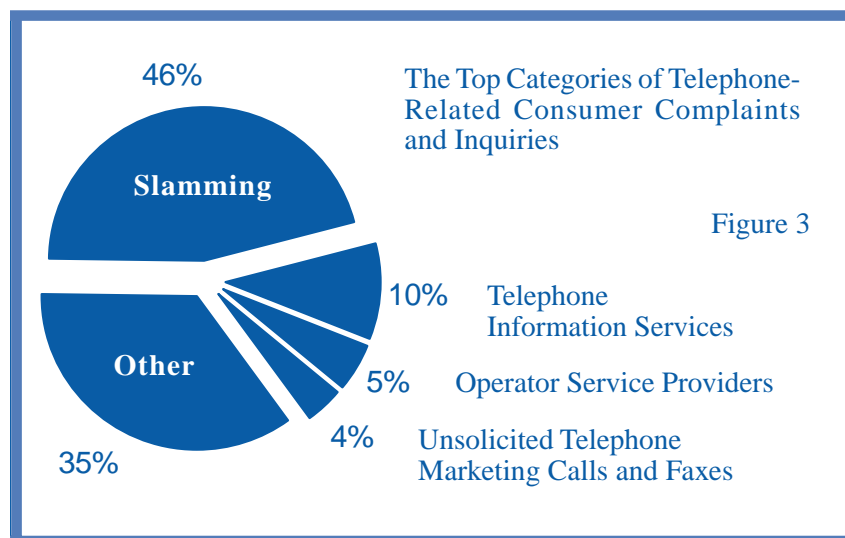 46%
The Top Categories of Telephone-
Related Consumer Complaints
and Inquiries
Slamming
Figure 3
10%
Telephone
Information Services
Other
5%
Operator Service Providers
4%
Unsolicited Telephone
Marketing Calls and Faxes
35%